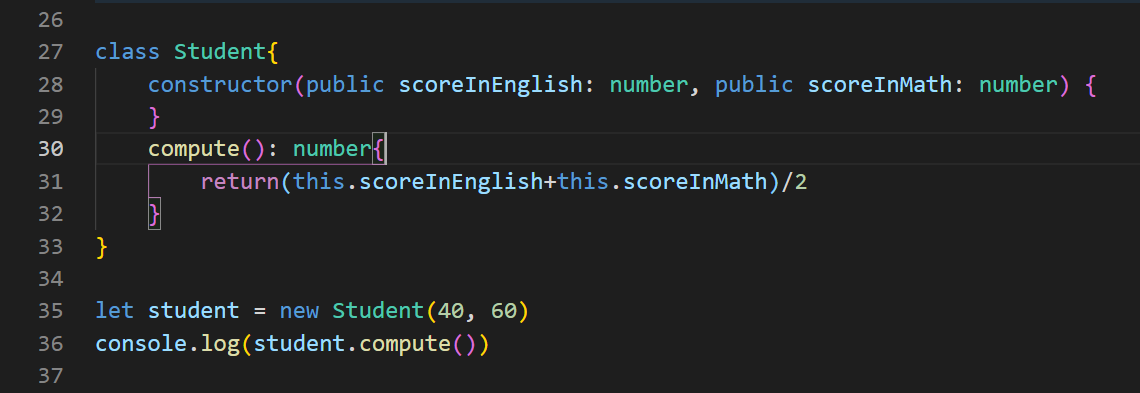 26
27 class Student{
28     constructor(public scoreInEnglish: number, public scoreInMath: number) {
29     }
30     compute(): number{
31         return(this.scoreInEnglish+this.scoreInMath)/2
32     }
33 }
34
35 let student = new Student(40, 60)
36 console.log(student.compute())
37